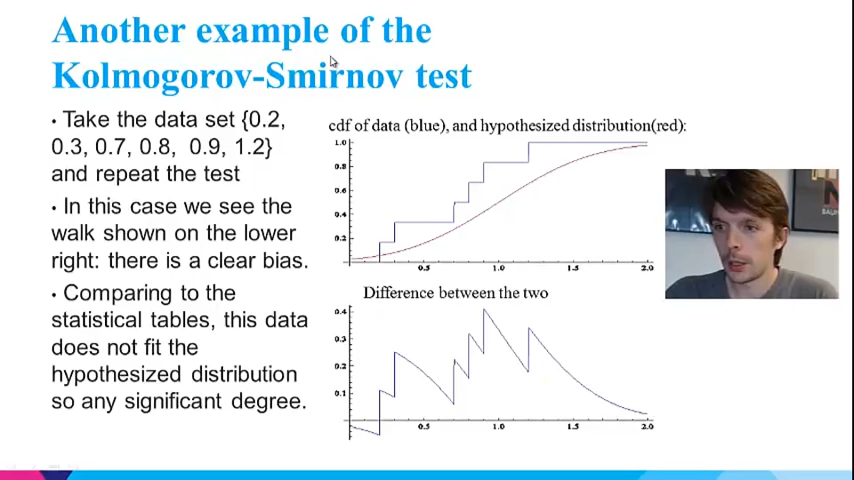 Another example of the
Kolmogorov-Smirnov test
• Take the data set {0.2,
0.3, 0.7, 0.8, 0.9, 1.2}
and repeat the test
• In this case we see the
walk shown on the lower
right: there is a clear bias.
• Comparing to the
statistical tables, this data
does not fit the
hypothesized distribution
so any significant degree.
cdf of data (blue), and hypothesized distribution(red):
1.0
0.8
0.6
0.4
0.2
0.5 1.0 1.5 2.0
Difference between the two
0.4
0.3
0.2
0.1
0.5 1.0 1.5 2.0
BAUH